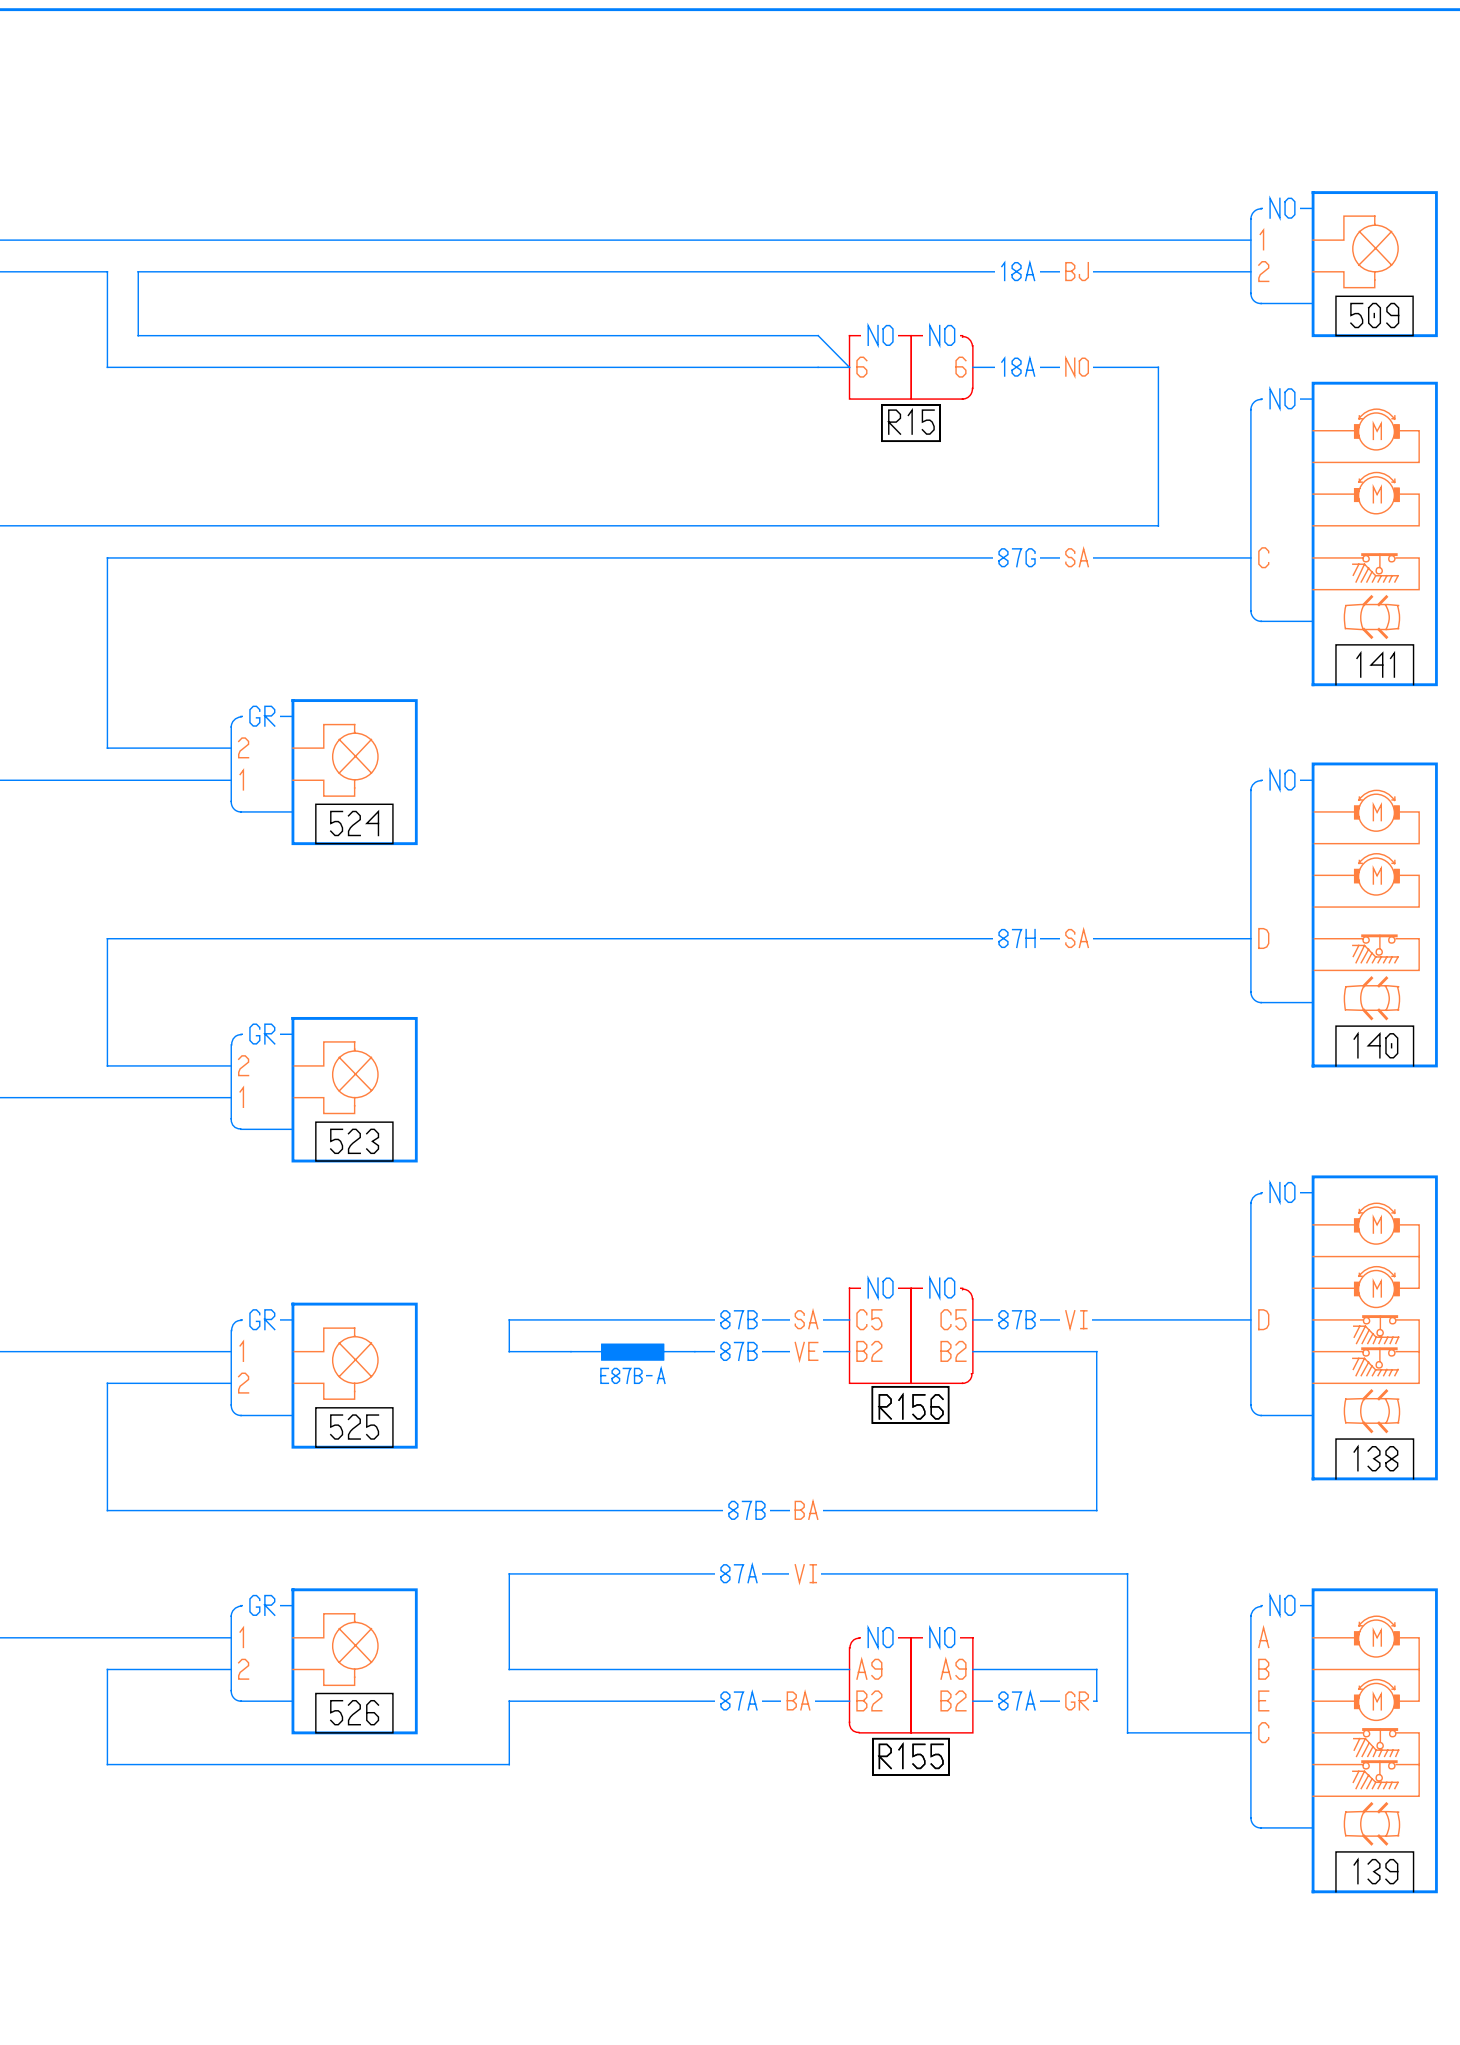 NO
1
18A BJ 2
509
NO NO
6 6 18A NO
R15
NO
M
M
87G SA C
141
GR
2
1
524
NO
M
M
87H SA D
140
GR
2
1
523
NO
M
M
NO NO
GR 87B SA C5 C5 87B VI D
1 87B VE B2 B2
E87B-A
2
R156
525
138
87B BA
87A VI
GR NO
1 NO NO A M
2 A9 A9 B
87A BA B2 B2 87A GR E M
526 C
R155
139